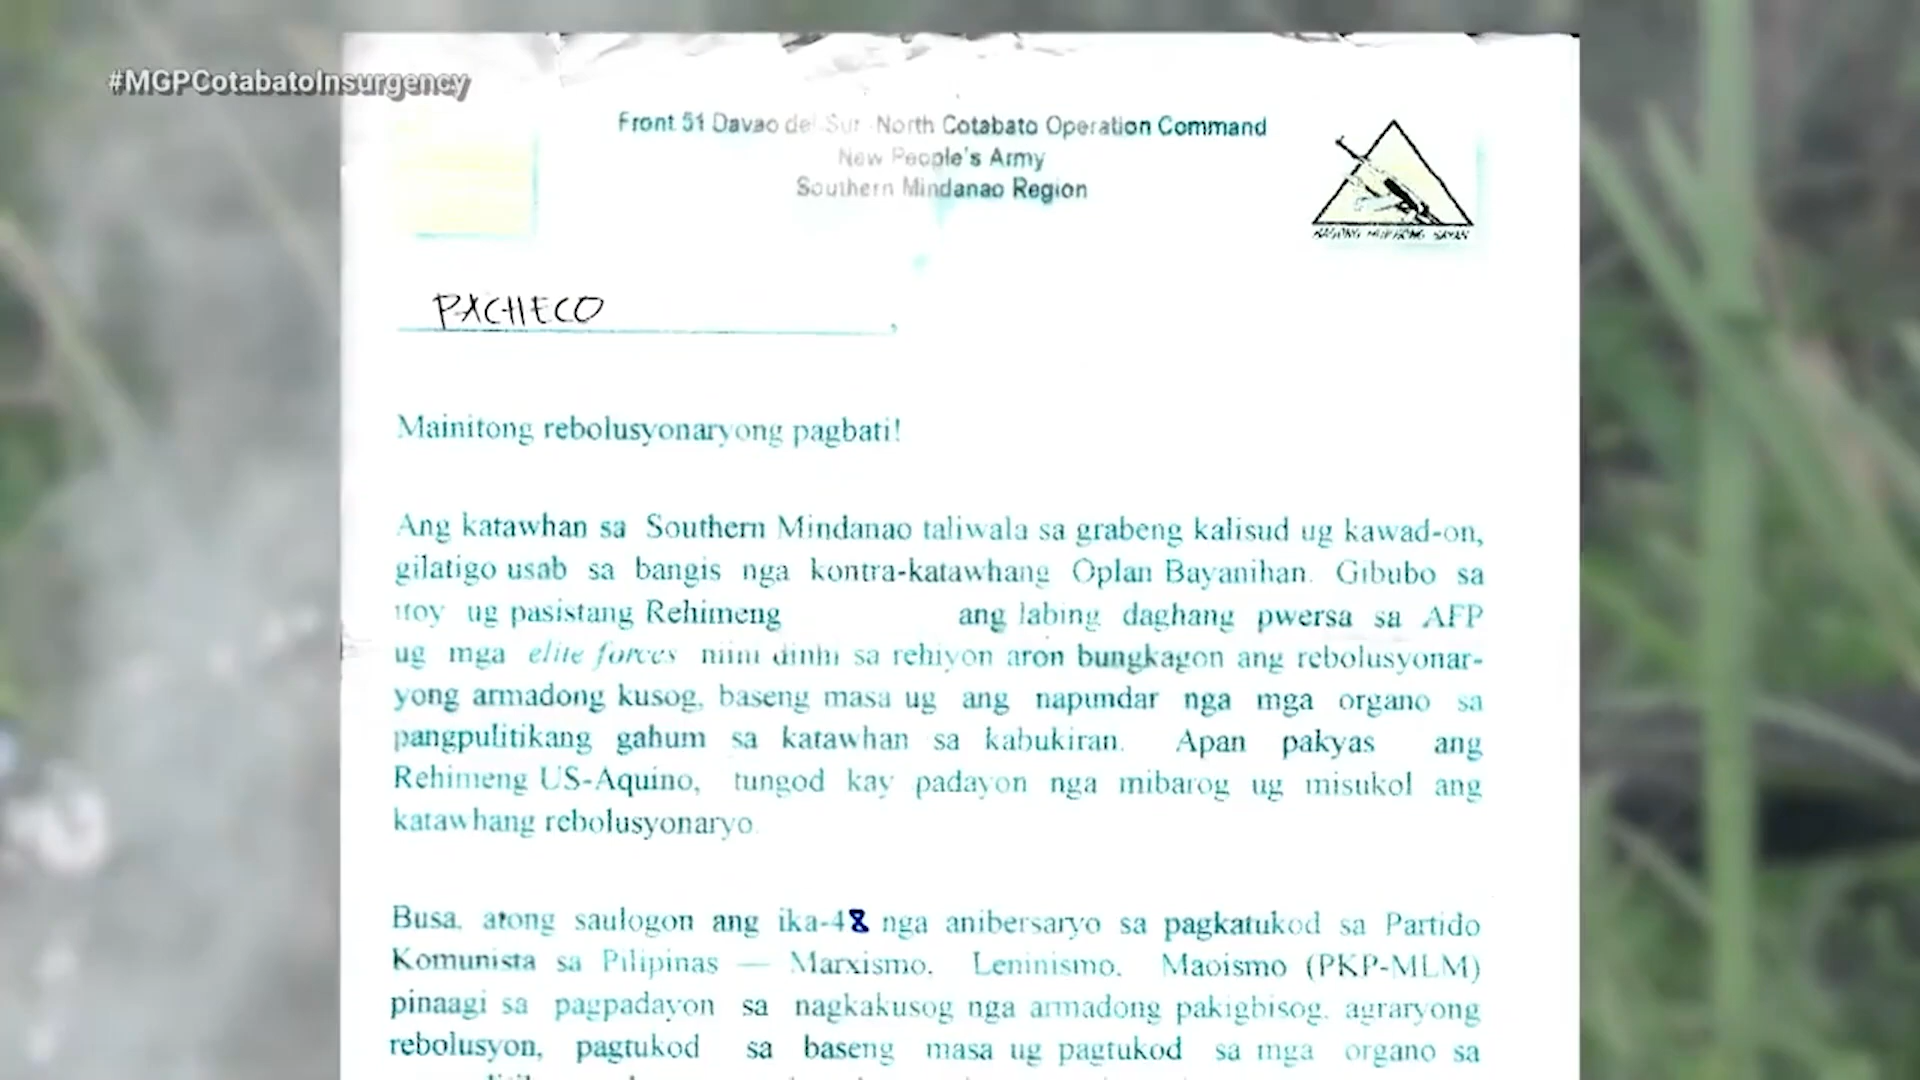 #MGPCotabatoInsurgency
Front 51 Davao del Sur -North Cotabato Operation Command
New People's Army
Southern Mindanao Region
BAGONG HUKBONG BAYAN
PACHECO ,
Mainitong rebolusyonaryong pagbati!
Ang katawhan sa Southern Mindanao taliwala sa grabeng kalisud ug kawad-on,
gilatigo usab sa bangis nga kontra-katawhang Oplan Bayanihan. Gibubo sa
ug pasistang Rehimeng ang labing daghang pwersa sa AFP
ug mga elite forces niini dinhi sa rehiyon aron bungkagon ang rebolusyonar-
yong armadong kusog, baseng masa ug ang napundar nga mga organo sa
pangpulitikang gahum sa katawhan sa kabukiran. Apan pakyas ang
Rehimeng US-Aquino, tungod kay padayon nga mibarog ug misukol ang
katawhang rebolusyonaryo.
Busa, atong saulogon ang ika-48 nga anibersaryo sa pagkatukod sa Partido
Komunista sa Pilipinas — Marxismo, Leninismo, Maoismo (PKP-MLM)
pinaagi sa pagpadayon sa nagkakusog nga armadong pakigbisog, agraryong
rebolusyon, pagtukod sa baseng masa ug pagtukod sa mga organo sa